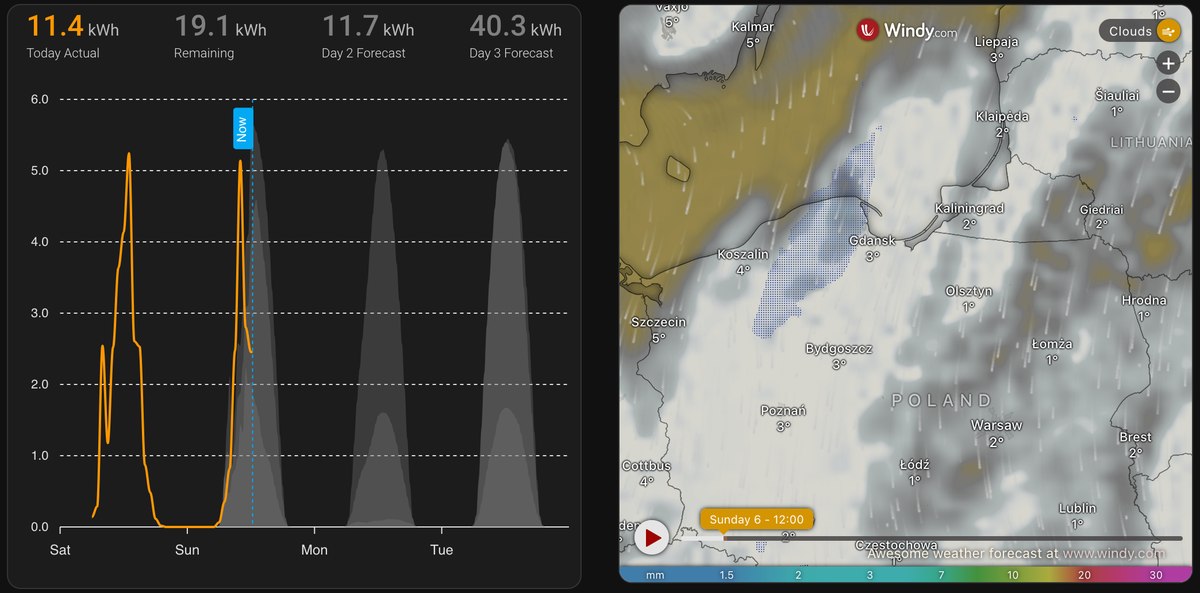 11.4 kWh
Today Actual
19.1 kWh
Remaining
11.7 kWh
Day 2 Forecast
40.3 kWh
Day 3 Forecast
6.0
5.0
4.0
3.0
2.0
1.0
0.0
Now
Sat
Sun
Mon
Tue
Växjö
5°
Kalmar
5°
Windy.com
Liepaja
3°
1°
Clouds
+
−
Šiauliai
1°
Klaipėda
2°
LITHUANIA
Kaliningrad
2°
Giedriai
2°
Gdansk
3°
Koszalin
4°
Olsztyn
1°
Hrodna
1°
Szczecin
5°
Bydgoszcz
3°
Łomża
1°
POLAND
Poznań
3°
Warsaw
2°
Brest
2°
Cottbus
4°
Łódź
1°
Lublin
1°
Sunday 6 - 12:00
den
2°
Częstochowa
1°
Awesome weather forecast at www.windy.com
mm 1.5 2 3 7 10 20 30